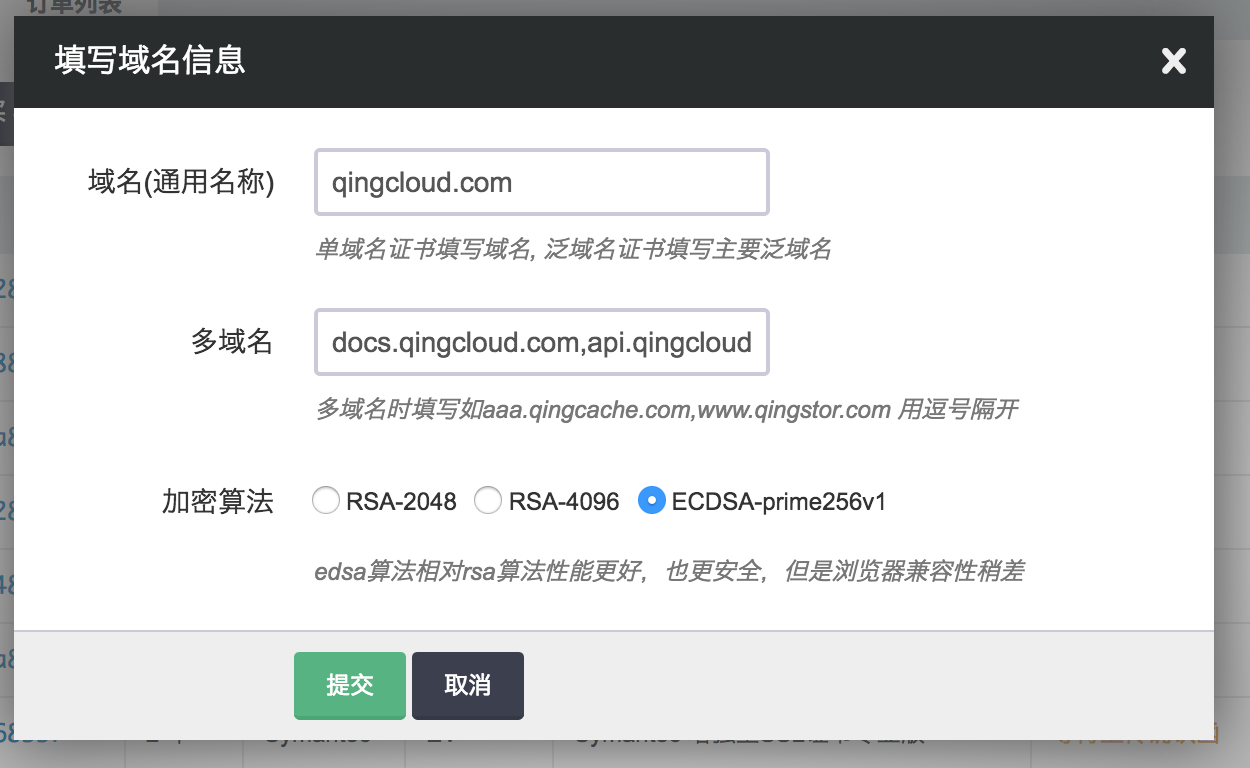 订单列表
填写域名信息
域名(通用名称)
qingcloud.com
单域名证书填写域名, 泛域名证书填写主要泛域名
多域名
docs.qingcloud.com,api.qingcloud
多域名时填写如aaa.qingcache.com,www.qingstor.com 用逗号隔开
加密算法
RSA-2048 RSA-4096 ECDSA-prime256v1
edsa算法相对rsa算法性能更好，也更安全，但是浏览器兼容性稍差
提交 取消